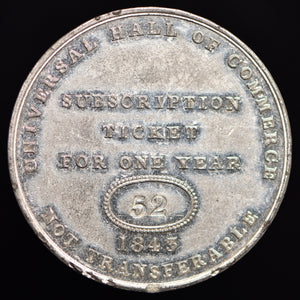 UNIVERSAL HALL OF COMMERCE
SUBSCRIPTION
TICKET
FOR ONE YEAR
52
1843
NOT TRANSFERABLE